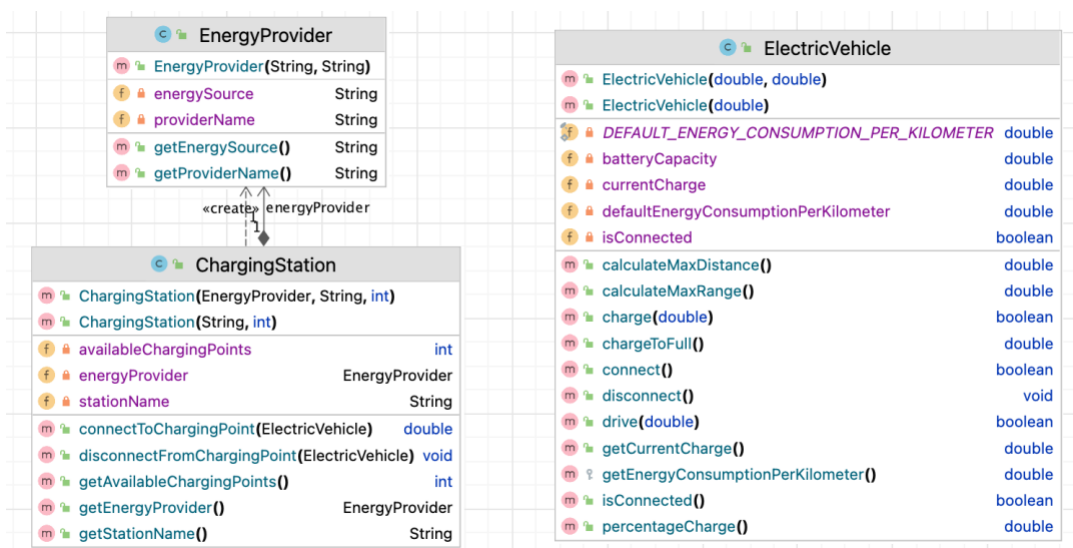 EnergyProvider
EnergyProvider(String, String)
energySource String
providerName String
getEnergySource() String
getProviderName() String
«create» energyProvider
1
1
ChargingStation
ChargingStation(EnergyProvider, String, int)
ChargingStation(String, int)
availableChargingPoints int
energyProvider EnergyProvider
stationName String
connectToChargingPoint(ElectricVehicle) double
disconnectFromChargingPoint(ElectricVehicle) void
getAvailableChargingPoints() int
getEnergyProvider() EnergyProvider
getStationName() String
ElectricVehicle
ElectricVehicle(double, double)
ElectricVehicle(double)
DEFAULT_ENERGY_CONSUMPTION_PER_KILOMETER double
batteryCapacity double
currentCharge double
defaultEnergyConsumptionPerKilometer double
isConnected boolean
calculateMaxDistance() double
calculateMaxRange() double
charge(double) boolean
chargeToFull() double
connect() boolean
disconnect() void
drive(double) boolean
getCurrentCharge() double
getEnergyConsumptionPerKilometer() double
isConnected() boolean
percentageCharge() double